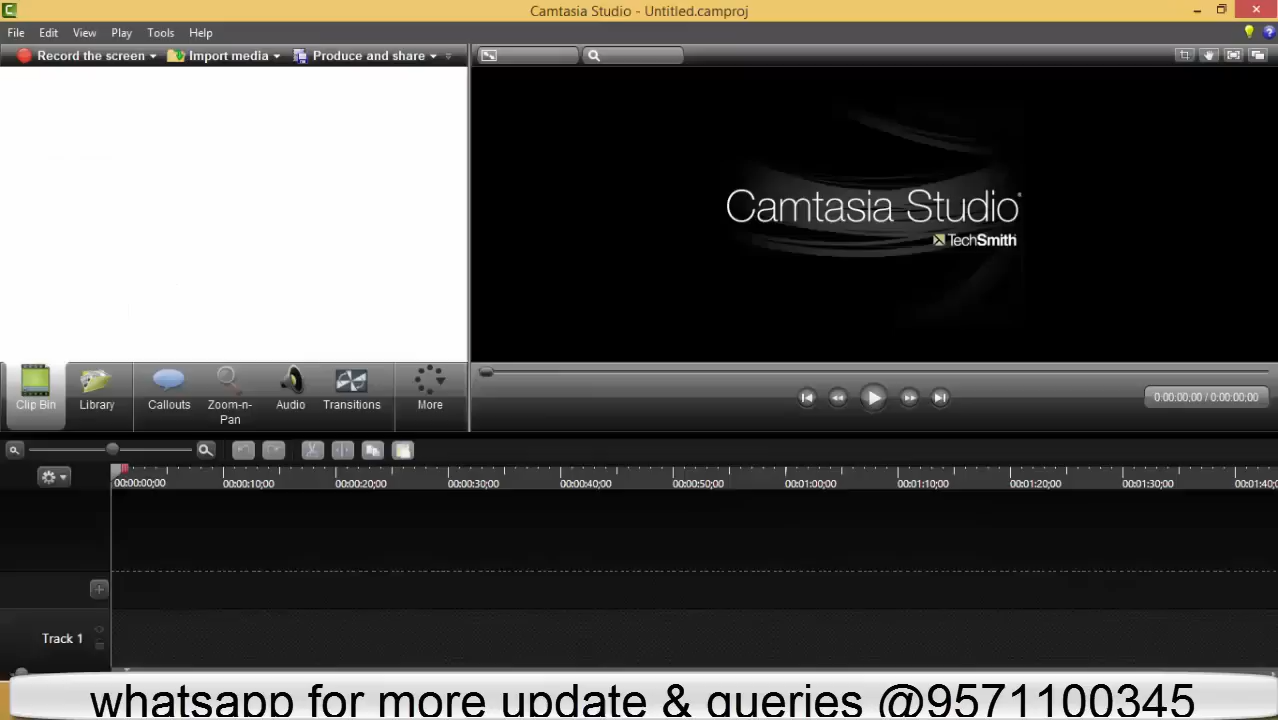 Camtasia Studio - Untitled.camproj
File Edit View Play Tools Help
Record the screen Import media Produce and share
Camtasia Studio
TechSmith
Clip Bin Library Callouts Zoom-n-Pan Audio Transitions More
0:00:00;00 / 0:00:00;00
00:00:00;00 00:00:10;00 00:00:20;00 00:00:30;00 00:00:40;00 00:00:50;00 00:01:00;00 00:01:10;00 00:01:20;00 00:01:30;00 00:01:40;00
Track 1
whatsapp for more update & queries @9571100345